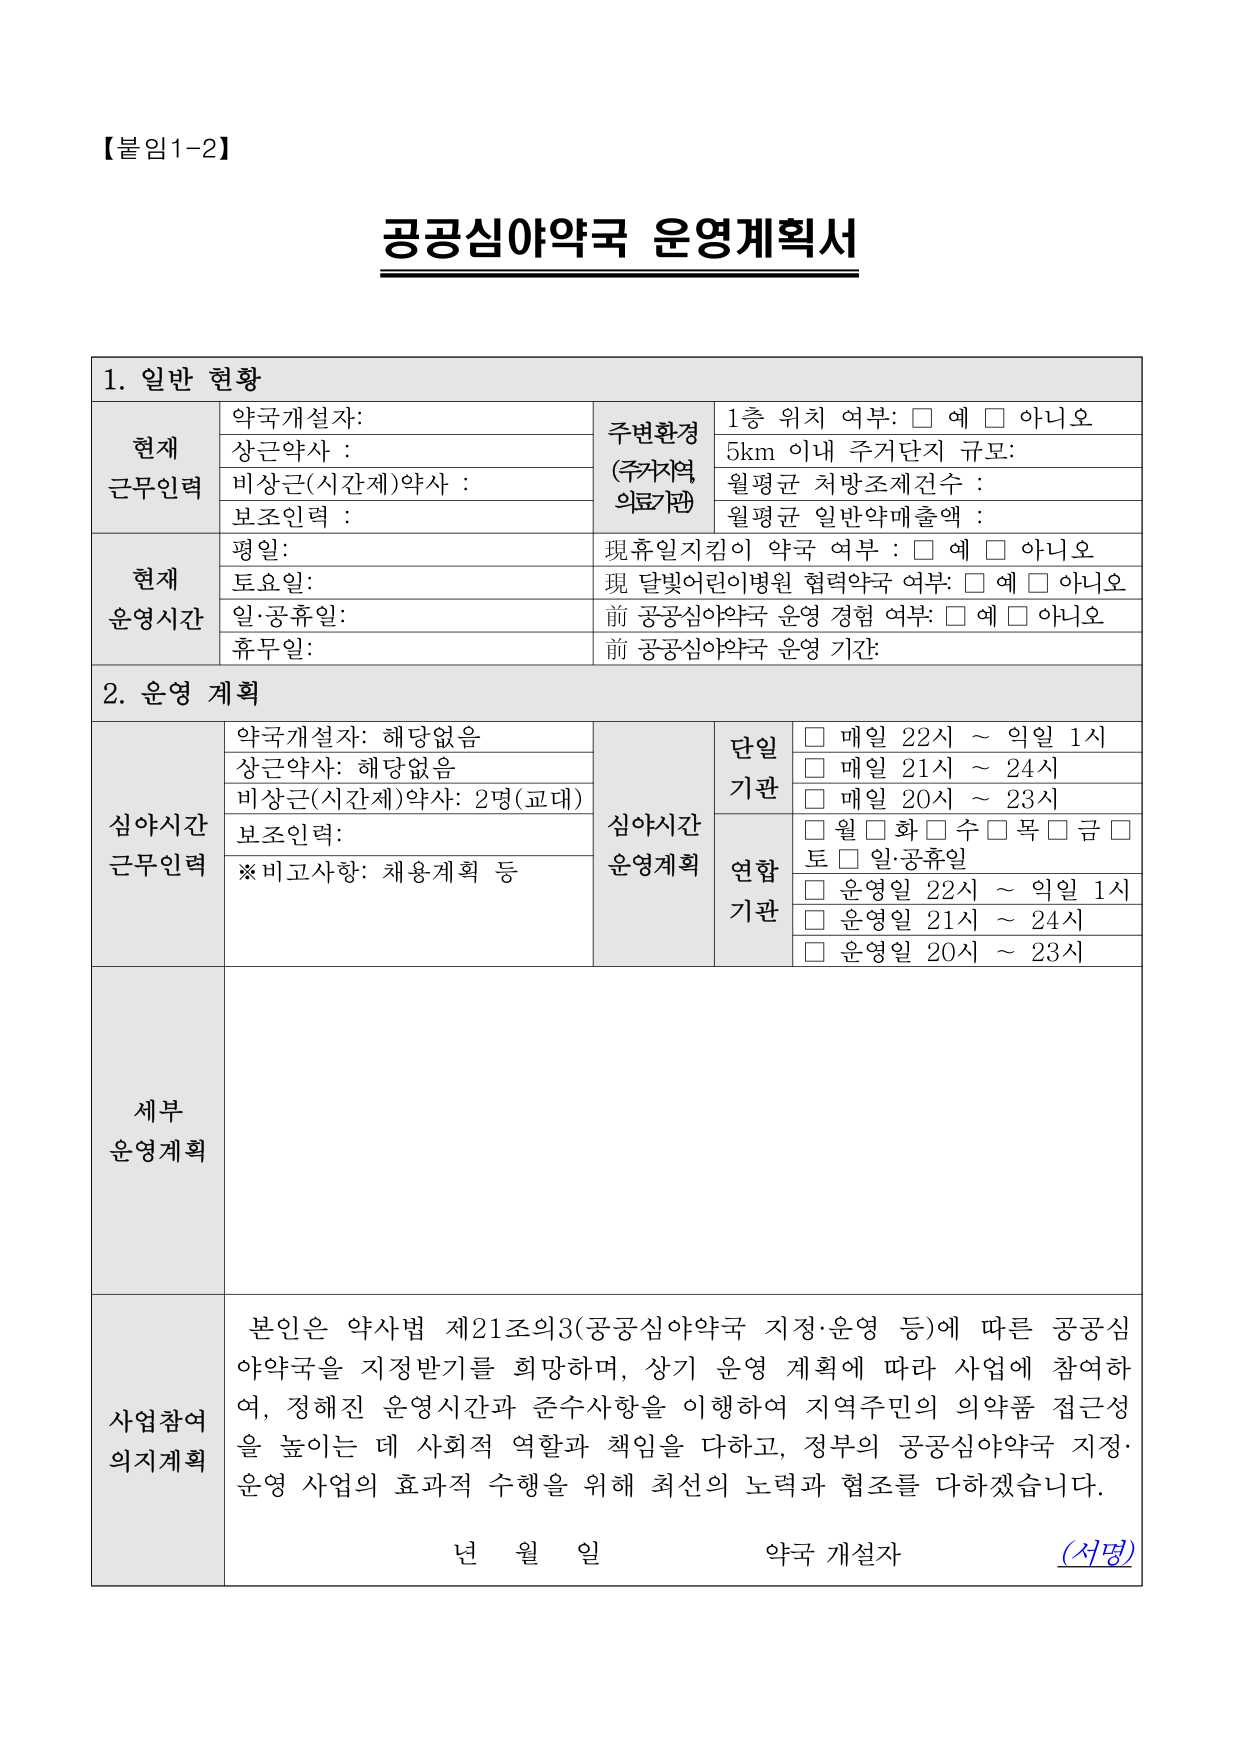 【붙임1-2】
공공심야약국 운영계획서
1. 일반 현황
현재
근무인력
약국개설자:
상근약사 :
비상근(시간제)약사 :
보조인력 :
주변환경
(주거지역,
의료기관)
1층 위치 여부: □ 예 □ 아니오
5km 이내 주거단지 규모:
월평균 처방조제건수 :
월평균 일반약매출액 :
현재
운영시간
평일:
토요일:
일·공휴일:
휴무일:
現휴일지킴이 약국 여부 : □ 예 □ 아니오
現 달빛어린이병원 협력약국 여부: □ 예 □ 아니오
前 공공심야약국 운영 경험 여부: □ 예 □ 아니오
前 공공심야약국 운영 기간:
2. 운영 계획
심야시간
근무인력
약국개설자: 해당없음
상근약사: 해당없음
비상근(시간제)약사: 2명(교대)
보조인력:
※비고사항: 채용계획 등
심야시간
운영계획
단일
기관
□ 매일 22시 ~ 익일 1시
□ 매일 21시 ~ 24시
□ 매일 20시 ~ 23시
연합
기관
□ 월 □ 화 □ 수 □ 목 □ 금 □
토 □ 일·공휴일
□ 운영일 22시 ~ 익일 1시
□ 운영일 21시 ~ 24시
□ 운영일 20시 ~ 23시
세부
운영계획
사업참여
의지계획
본인은 약사법 제21조의3(공공심야약국 지정·운영 등)에 따른 공공심
야약국을 지정받기를 희망하며, 상기 운영 계획에 따라 사업에 참여하
여, 정해진 운영시간과 준수사항을 이행하여 지역주민의 의약품 접근성
을 높이는 데 사회적 역할과 책임을 다하고, 정부의 공공심야약국 지정·
운영 사업의 효과적 수행을 위해 최선의 노력과 협조를 다하겠습니다.
년 월 일 약국 개설자 (서명)